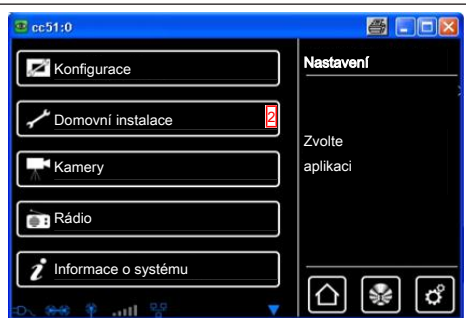 cc51:0
Konfigurace
Domovní instalace 2
Kamery
Rádio
Informace o systému
Nastavení
Zvolte
aplikaci